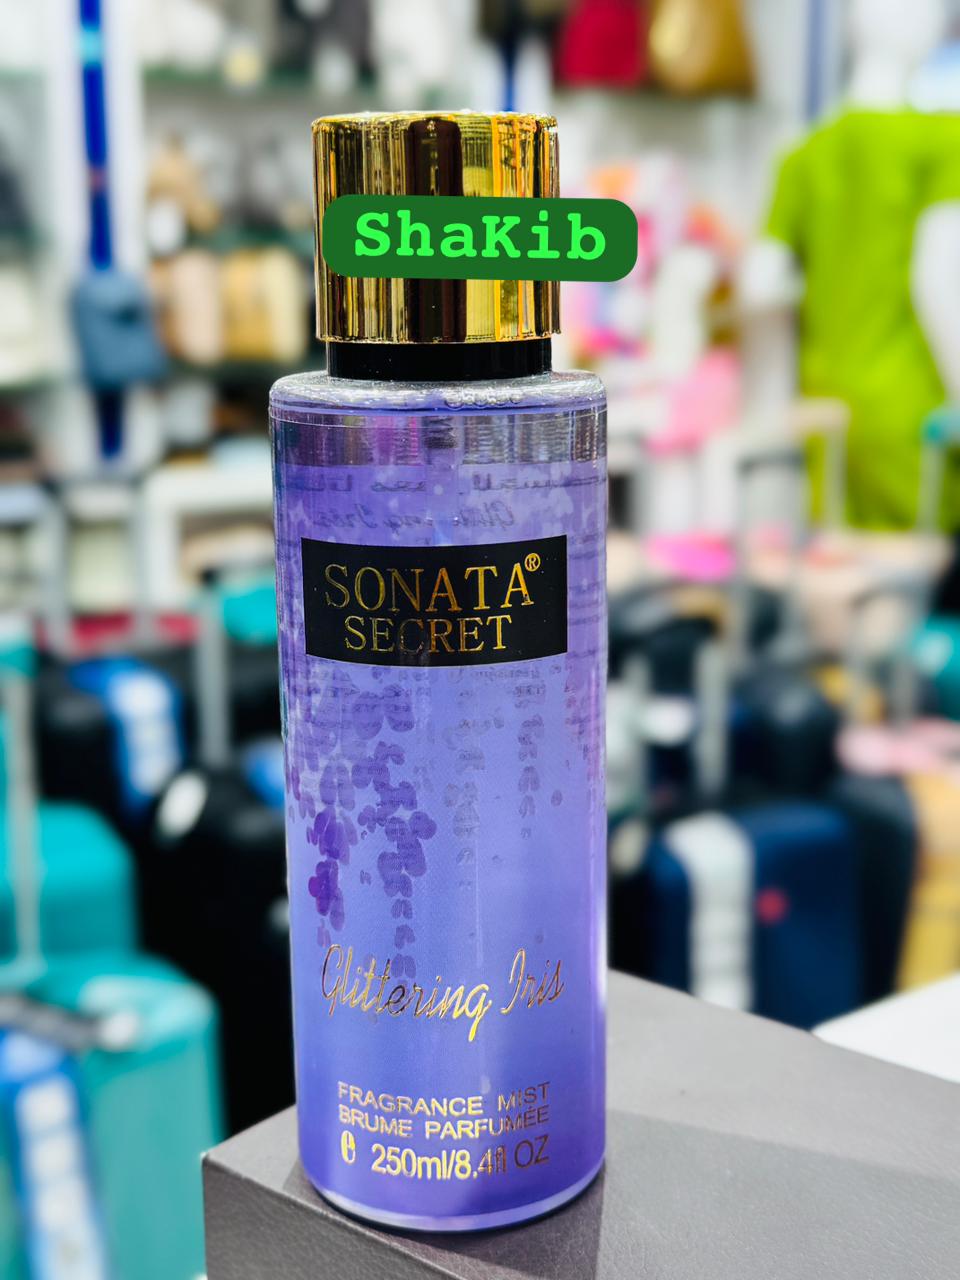 ShaKib
SONATA®
SECRET
Glittering Iris
FRAGRANCE MIST
BRUME PARFUMÉE
e 250ml/8.4fl OZ